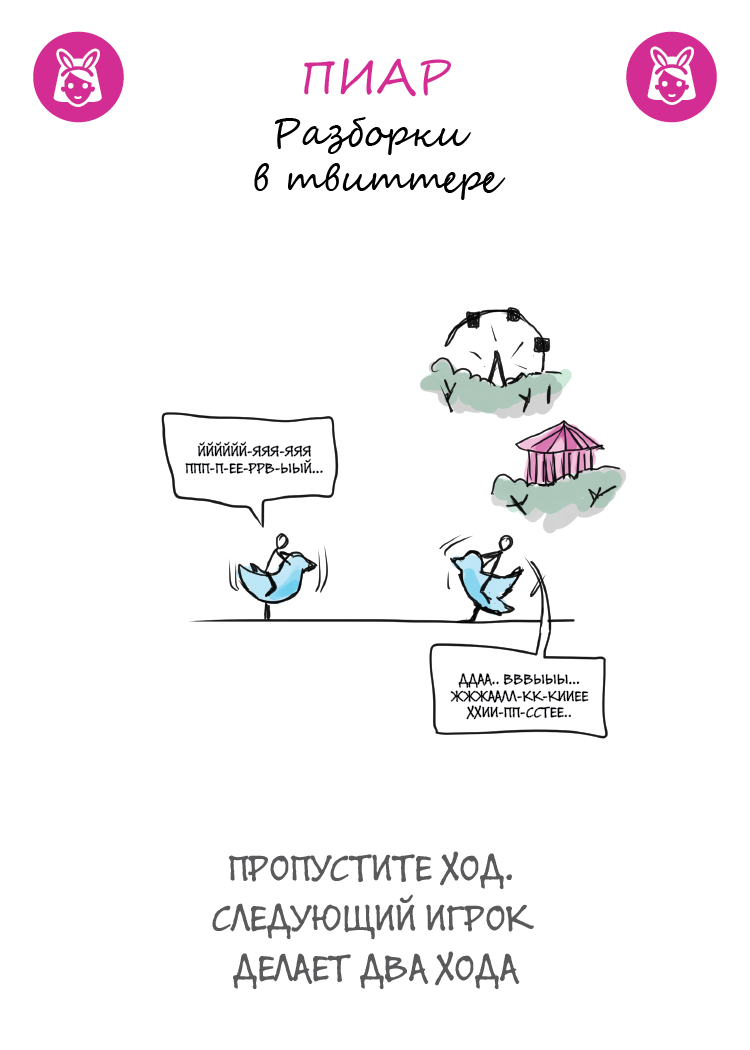 ПИАР
Разборки
в твиттере
ЙЙЙЙЙЙ-ЯЯЯ-ЯЯЯ
ППП-П-ЕЕ-РРВ-ЫЫЙ...
ДДАА.. ВВВЫЫЫ...
ЖЖЖААЛЛ-КК-КИИЕЕ
ХХИИ-ПП-ССТЕЕ..
ПРОПУСТИТЕ ХОД.
СЛЕДУЮЩИЙ ИГРОК
ДЕЛАЕТ ДВА ХОДА